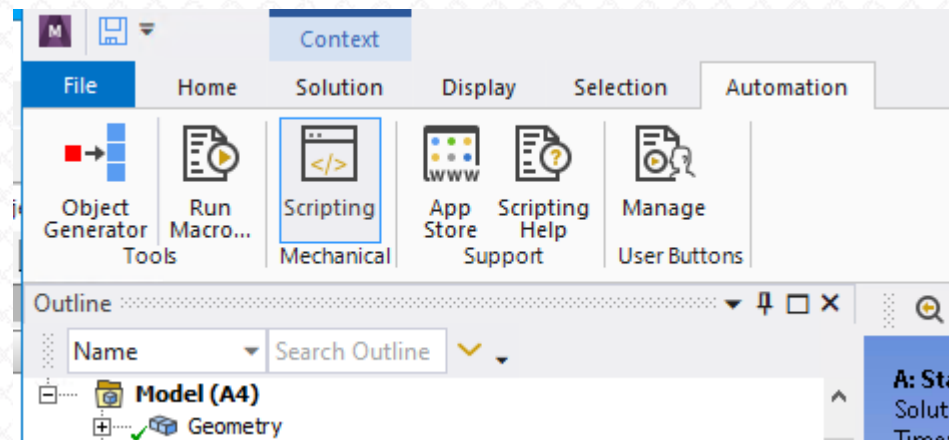 M
Context
File Home Solution Display Selection Automation
</>
www
Object Generator
Run Macro...
Scripting
App Store
Scripting Help
Manage
Tools
Mechanical
Support
User Buttons
Outline
Name
Search Outline
Model (A4)
Geometry
A: Sta
Solut